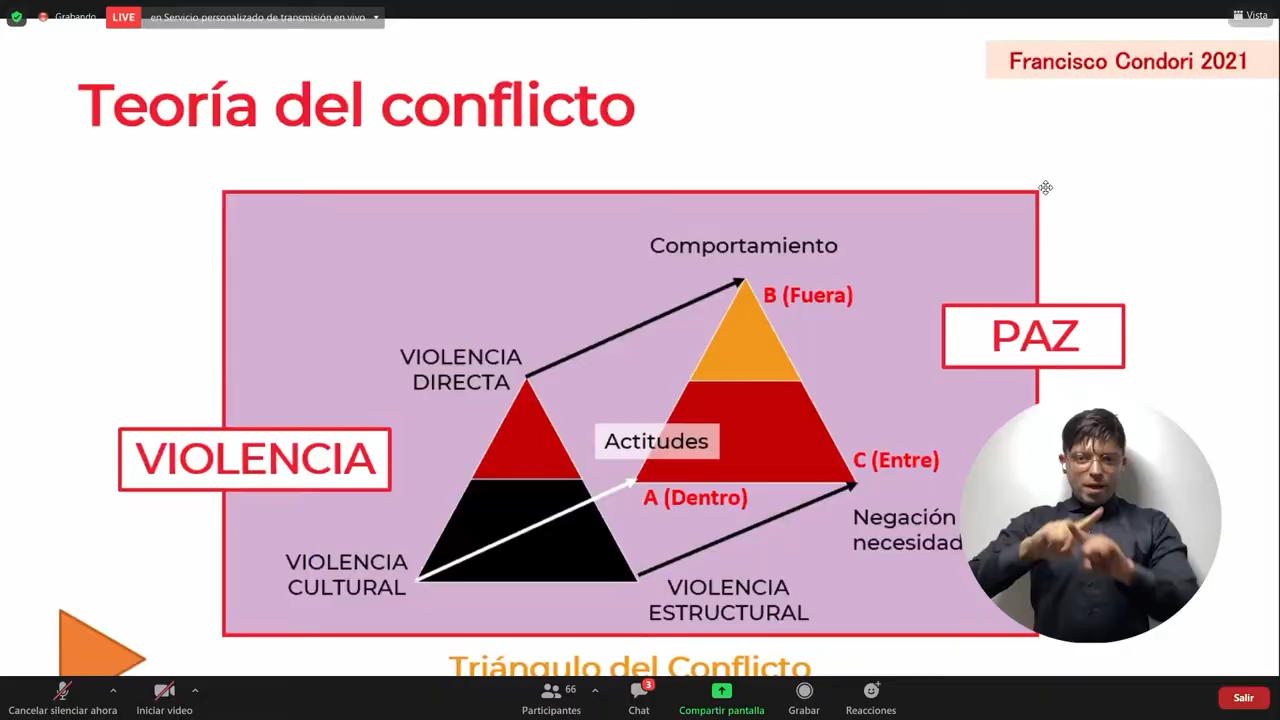 Grabando
LIVE
en Servicio personalizado de transmisión en vivo
Vista
Francisco Condori 2021
Teoría del conflicto
Comportamiento
B (Fuera)
PAZ
VIOLENCIA
DIRECTA
Actitudes
VIOLENCIA
C (Entre)
A (Dentro)
Negación
necesidad
VIOLENCIA
CULTURAL
VIOLENCIA
ESTRUCTURAL
Triángulo del Conflicto
66
3
Cancelar silenciar ahora
Iniciar video
Participantes
Chat
Compartir pantalla
Grabar
Reacciones
Salir